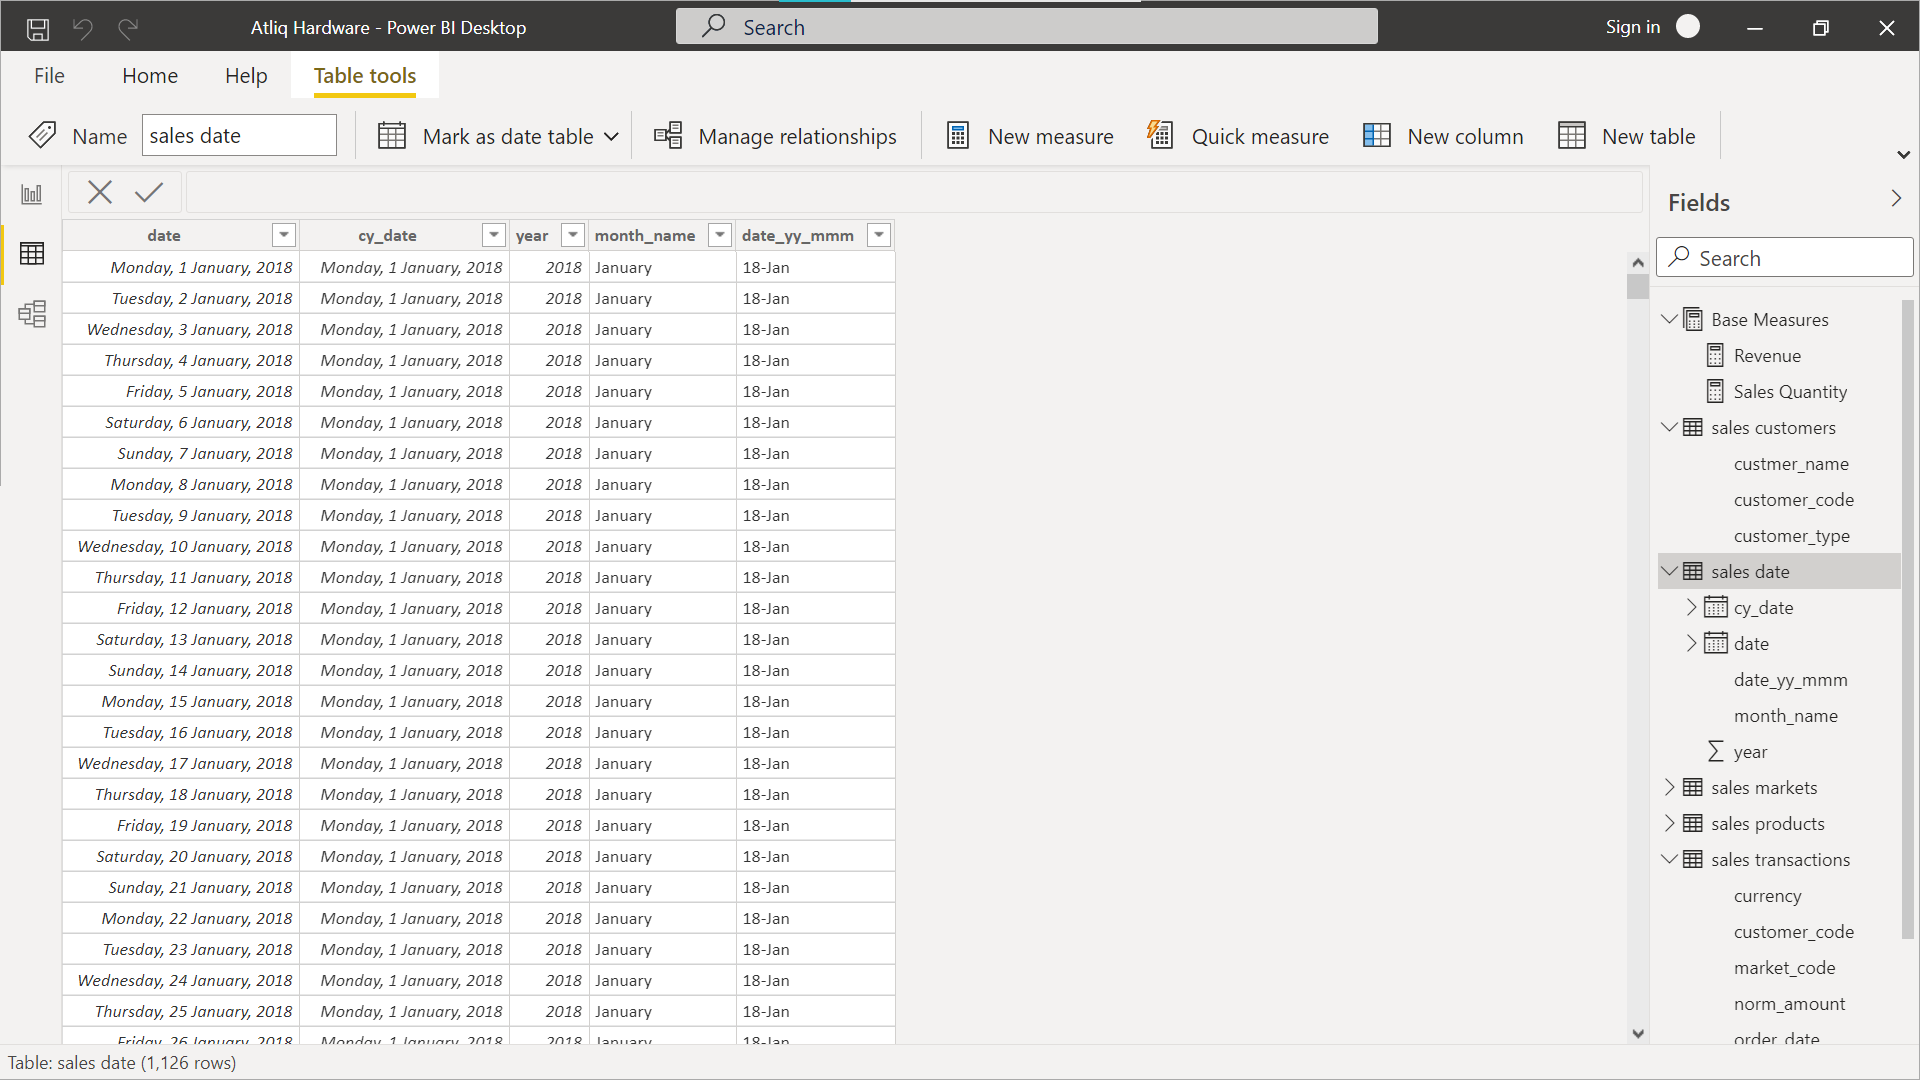 Atliq Hardware - Power BI Desktop
Search
Sign in
File Home Help Table tools
Name sales date Mark as date table Manage relationships New measure Quick measure New column New table
date cy_date year month_name date_yy_mmm
Monday, 1 January, 2018 Monday, 1 January, 2018 2018 January 18-Jan
Tuesday, 2 January, 2018 Monday, 1 January, 2018 2018 January 18-Jan
Wednesday, 3 January, 2018 Monday, 1 January, 2018 2018 January 18-Jan
Thursday, 4 January, 2018 Monday, 1 January, 2018 2018 January 18-Jan
Friday, 5 January, 2018 Monday, 1 January, 2018 2018 January 18-Jan
Saturday, 6 January, 2018 Monday, 1 January, 2018 2018 January 18-Jan
Sunday, 7 January, 2018 Monday, 1 January, 2018 2018 January 18-Jan
Monday, 8 January, 2018 Monday, 1 January, 2018 2018 January 18-Jan
Tuesday, 9 January, 2018 Monday, 1 January, 2018 2018 January 18-Jan
Wednesday, 10 January, 2018 Monday, 1 January, 2018 2018 January 18-Jan
Thursday, 11 January, 2018 Monday, 1 January, 2018 2018 January 18-Jan
Friday, 12 January, 2018 Monday, 1 January, 2018 2018 January 18-Jan
Saturday, 13 January, 2018 Monday, 1 January, 2018 2018 January 18-Jan
Sunday, 14 January, 2018 Monday, 1 January, 2018 2018 January 18-Jan
Monday, 15 January, 2018 Monday, 1 January, 2018 2018 January 18-Jan
Tuesday, 16 January, 2018 Monday, 1 January, 2018 2018 January 18-Jan
Wednesday, 17 January, 2018 Monday, 1 January, 2018 2018 January 18-Jan
Thursday, 18 January, 2018 Monday, 1 January, 2018 2018 January 18-Jan
Friday, 19 January, 2018 Monday, 1 January, 2018 2018 January 18-Jan
Saturday, 20 January, 2018 Monday, 1 January, 2018 2018 January 18-Jan
Sunday, 21 January, 2018 Monday, 1 January, 2018 2018 January 18-Jan
Monday, 22 January, 2018 Monday, 1 January, 2018 2018 January 18-Jan
Tuesday, 23 January, 2018 Monday, 1 January, 2018 2018 January 18-Jan
Wednesday, 24 January, 2018 Monday, 1 January, 2018 2018 January 18-Jan
Thursday, 25 January, 2018 Monday, 1 January, 2018 2018 January 18-Jan
Friday, 26 January, 2018 Monday, 1 January, 2018 2018 January 18-Jan
Fields
Search
Base Measures
Revenue
Sales Quantity
sales customers
custmer_name
customer_code
customer_type
sales date
cy_date
date
date_yy_mmm
month_name
year
sales markets
sales products
sales transactions
currency
customer_code
market_code
norm_amount
order_date
Table: sales date (1,126 rows)